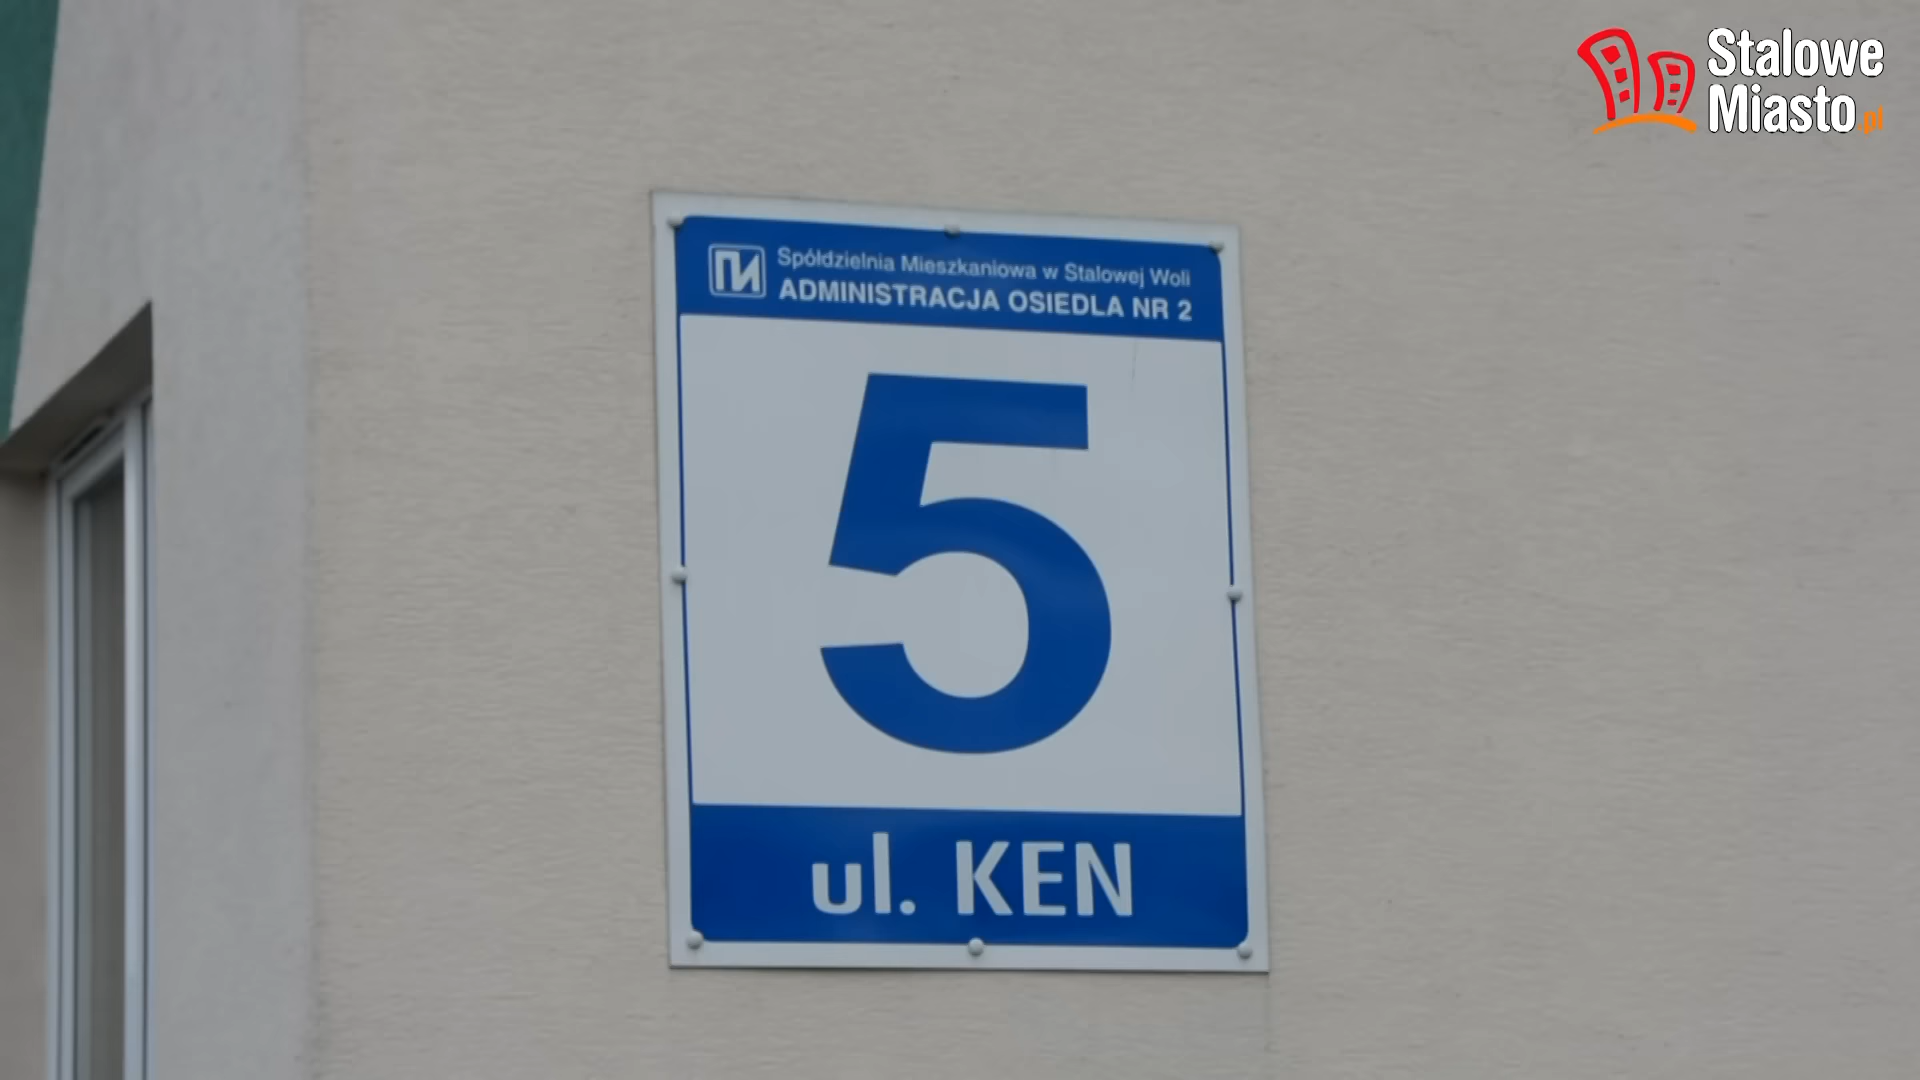 Stalowe
Miasto.pl
Spółdzielnia Mieszkaniowa w Stalowej Woli
ADMINISTRACJA OSIEDLA NR 2
5
ul. KEN